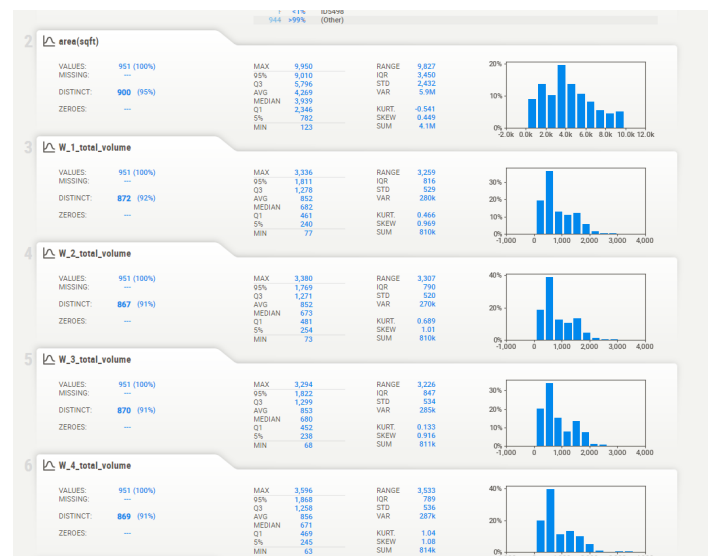 1 <1% ID5498
944 >99% (Other)
2 area(sqft)
VALUES: 951 (100%) MAX 9,950 RANGE 9,827
MISSING: --- 95% 9,010 IQR 3,450
Q3 5,796 STD 2,432
DISTINCT: 900 (95%) AVG 4,269 VAR 5.9M
MEDIAN 3,939
ZEROES: --- Q1 2,346 KURT. -0.541
5% 782 SKEW 0.449
MIN 123 SUM 4.1M
20%
10%
0%
-2.0k 0.0k 2.0k 4.0k 6.0k 8.0k 10.0k 12.0k
3 W_1_total_volume
VALUES: 951 (100%) MAX 3,336 RANGE 3,259
MISSING: --- 95% 1,811 IQR 816
Q3 1,278 STD 529
DISTINCT: 872 (92%) AVG 852 VAR 280k
MEDIAN 682
ZEROES: --- Q1 461 KURT. 0.466
5% 240 SKEW 0.969
MIN 77 SUM 810k
30%
20%
10%
0%
-1,000 0 1,000 2,000 3,000 4,000
4 W_2_total_volume
VALUES: 951 (100%) MAX 3,380 RANGE 3,307
MISSING: --- 95% 1,769 IQR 790
Q3 1,271 STD 520
DISTINCT: 867 (91%) AVG 852 VAR 270k
MEDIAN 673
ZEROES: --- Q1 481 KURT. 0.689
5% 254 SKEW 1.01
MIN 73 SUM 810k
40%
20%
0%
-1,000 0 1,000 2,000 3,000 4,000
5 W_3_total_volume
VALUES: 951 (100%) MAX 3,294 RANGE 3,226
MISSING: --- 95% 1,822 IQR 847
Q3 1,299 STD 534
DISTINCT: 870 (91%) AVG 853 VAR 285k
MEDIAN 680
ZEROES: --- Q1 452 KURT. 0.133
5% 238 SKEW 0.916
MIN 68 SUM 811k
30%
20%
10%
0%
-1,000 0 1,000 2,000 3,000 4,000
6 W_4_total_volume
VALUES: 951 (100%) MAX 3,596 RANGE 3,533
MISSING: --- 95% 1,868 IQR 789
Q3 1,258 STD 536
DISTINCT: 869 (91%) AVG 856 VAR 287k
MEDIAN 671
ZEROES: --- Q1 469 KURT. 1.04
5% 245 SKEW 1.08
MIN 63 SUM 814k
40%
20%
0%